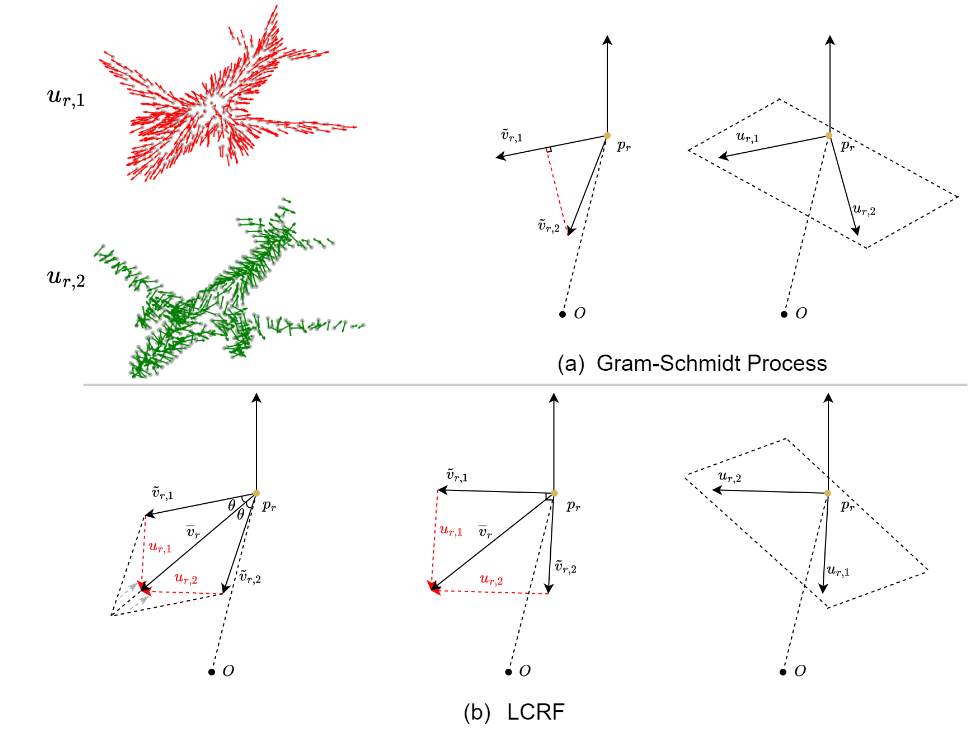 u_{r,1}
u_{r,2}
ṽ_{r,1}
p_r
ṽ_{r,2}
O
u_{r,1}
p_r
u_{r,2}
O
(a) Gram-Schmidt Process
ṽ_{r,1}
θ
θ
p_r
v̅_r
u_{r,1}
u_{r,2}
ṽ_{r,2}
O
ṽ_{r,1}
p_r
u_{r,1}
v̅_r
ṽ_{r,2}
u_{r,2}
O
u_{r,2}
p_r
u_{r,1}
O
(b) LCRF